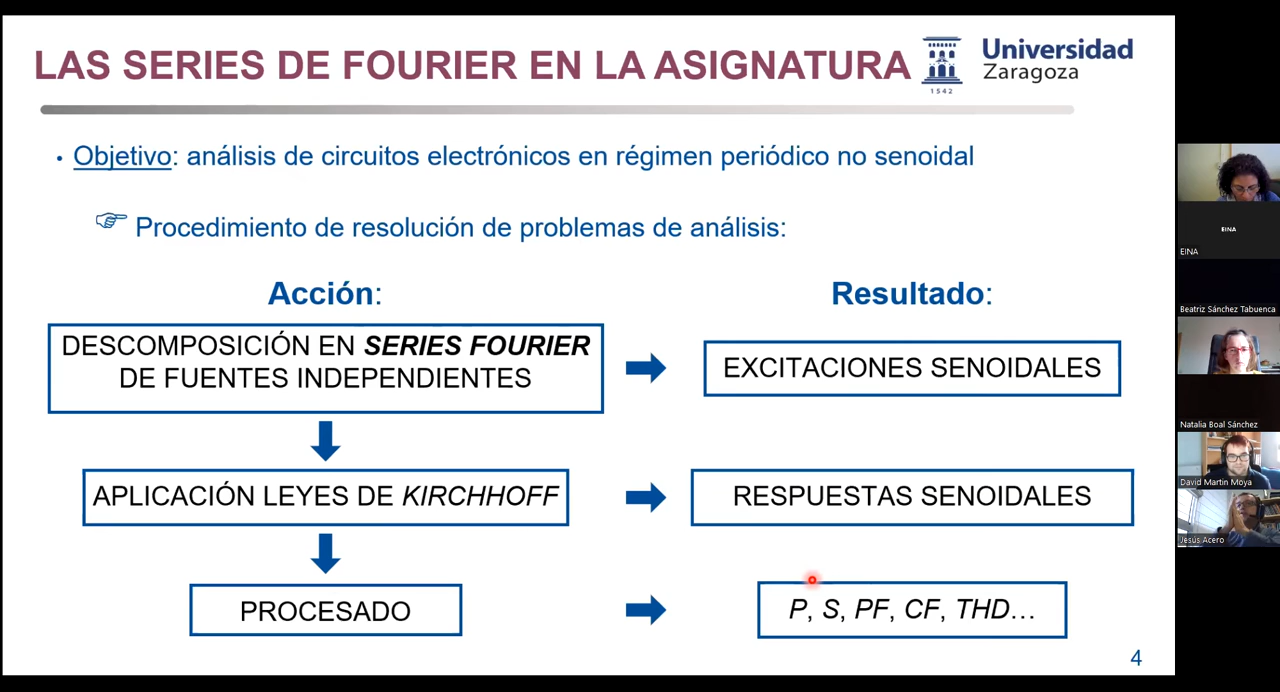 LAS SERIES DE FOURIER EN LA ASIGNATURA
Universidad
Zaragoza
1542
• Objetivo: análisis de circuitos electrónicos en régimen periódico no senoidal
Procedimiento de resolución de problemas de análisis:
Acción:
Resultado:
DESCOMPOSICIÓN EN SERIES FOURIER
DE FUENTES INDEPENDIENTES
EXCITACIONES SENOIDALES
APLICACIÓN LEYES DE KIRCHHOFF
RESPUESTAS SENOIDALES
PROCESADO
P, S, PF, CF, THD…
4
EINA
EINA
Beatriz Sánchez Tabuenca
Natalia Boal Sánchez
David Martin Moya
Jesús Acero